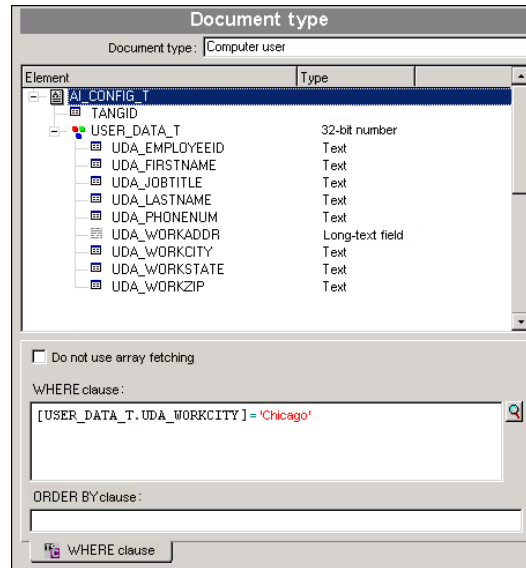 Document type
Document type: Computer user
Element Type
AI_CONFIG_T
TANGID
USER_DATA_T 32-bit number
UDA_EMPLOYEEID Text
UDA_FIRSTNAME Text
UDA_JOBTITLE Text
UDA_LASTNAME Text
UDA_PHONENUM Text
UDA_WORKADDR Long-text field
UDA_WORKCITY Text
UDA_WORKSTATE Text
UDA_WORKZIP Text
Do not use array fetching
WHERE clause:
[USER_DATA_T.UDA_WORKCITY]='Chicago'
ORDER BY clause:
WHERE clause